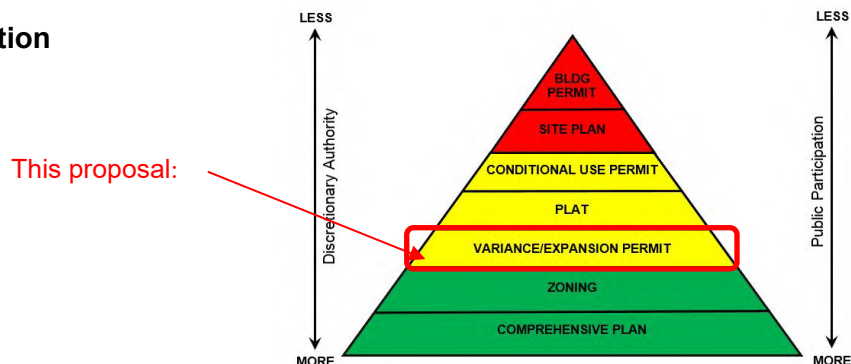 LESS
LESS
tion
BLDG
PERMIT
SITE PLAN
This proposal:
Discretionary Authority
Public Participation
CONDITIONAL USE PERMIT
PLAT
VARIANCE/EXPANSION PERMIT
ZONING
COMPREHENSIVE PLAN
MORE
MORE